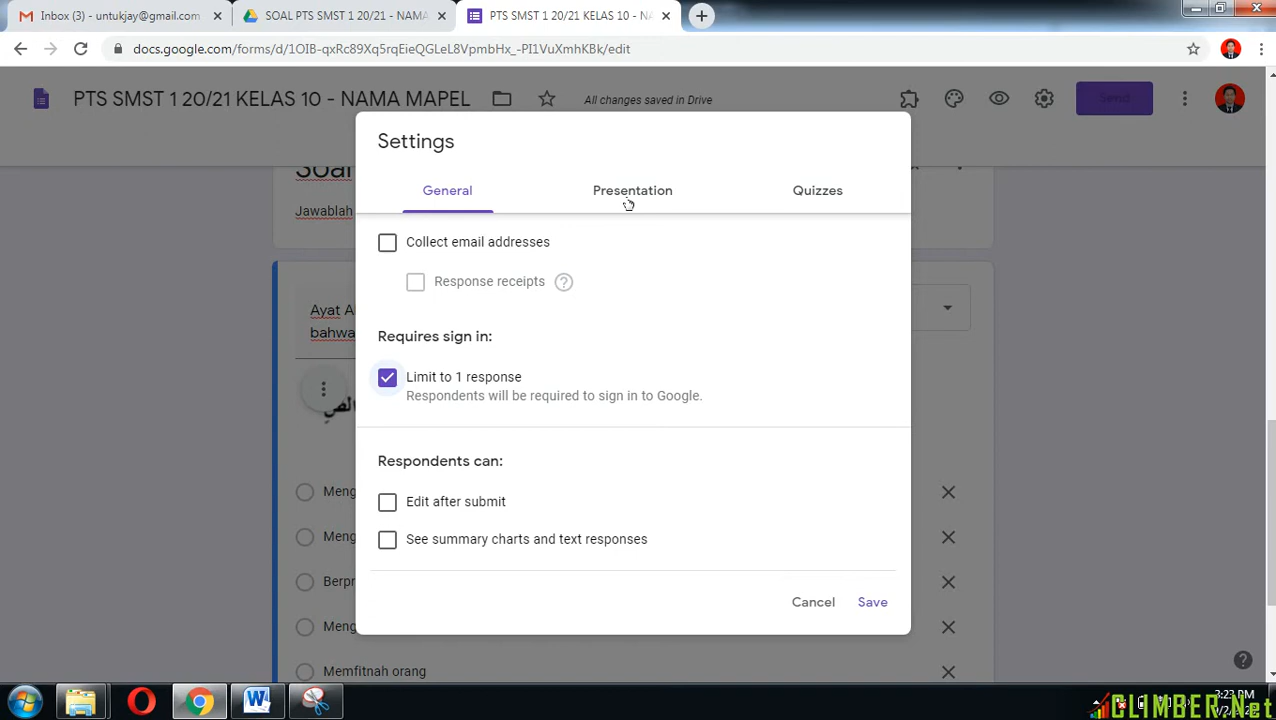 Inbox (3) - untukjay@gmail.com
SOAL PTS SMST 1 20/21 - NAMA
PTS SMST 1 20/21 KELAS 10 - N
docs.google.com/forms/d/1OIB-qxRc89Xq5rqEieQGLeL8VpmbHx_-PI1VuXmhKBk/edit
PTS SMST 1 20/21 KELAS 10 - NAMA MAPEL
All changes saved in Drive
Send
Soal
Jawablah
Settings
General
Presentation
Quizzes
Collect email addresses
Response receipts
Ayat A
bahwa
Requires sign in:
Limit to 1 response
Respondents will be required to sign in to Google.
Respondents can:
Meng
Edit after submit
Meng
See summary charts and text responses
Berpr
Cancel
Save
Meng
Memfitnah orang
3:23 PM
CLIMBER.Net